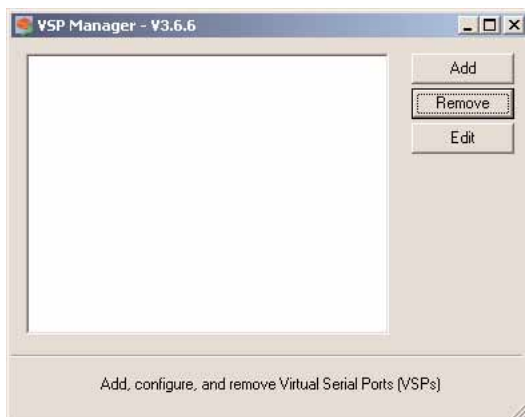 VSP Manager - V3.6.6
Add
Remove
Edit
Add, configure, and remove Virtual Serial Ports (VSPs)